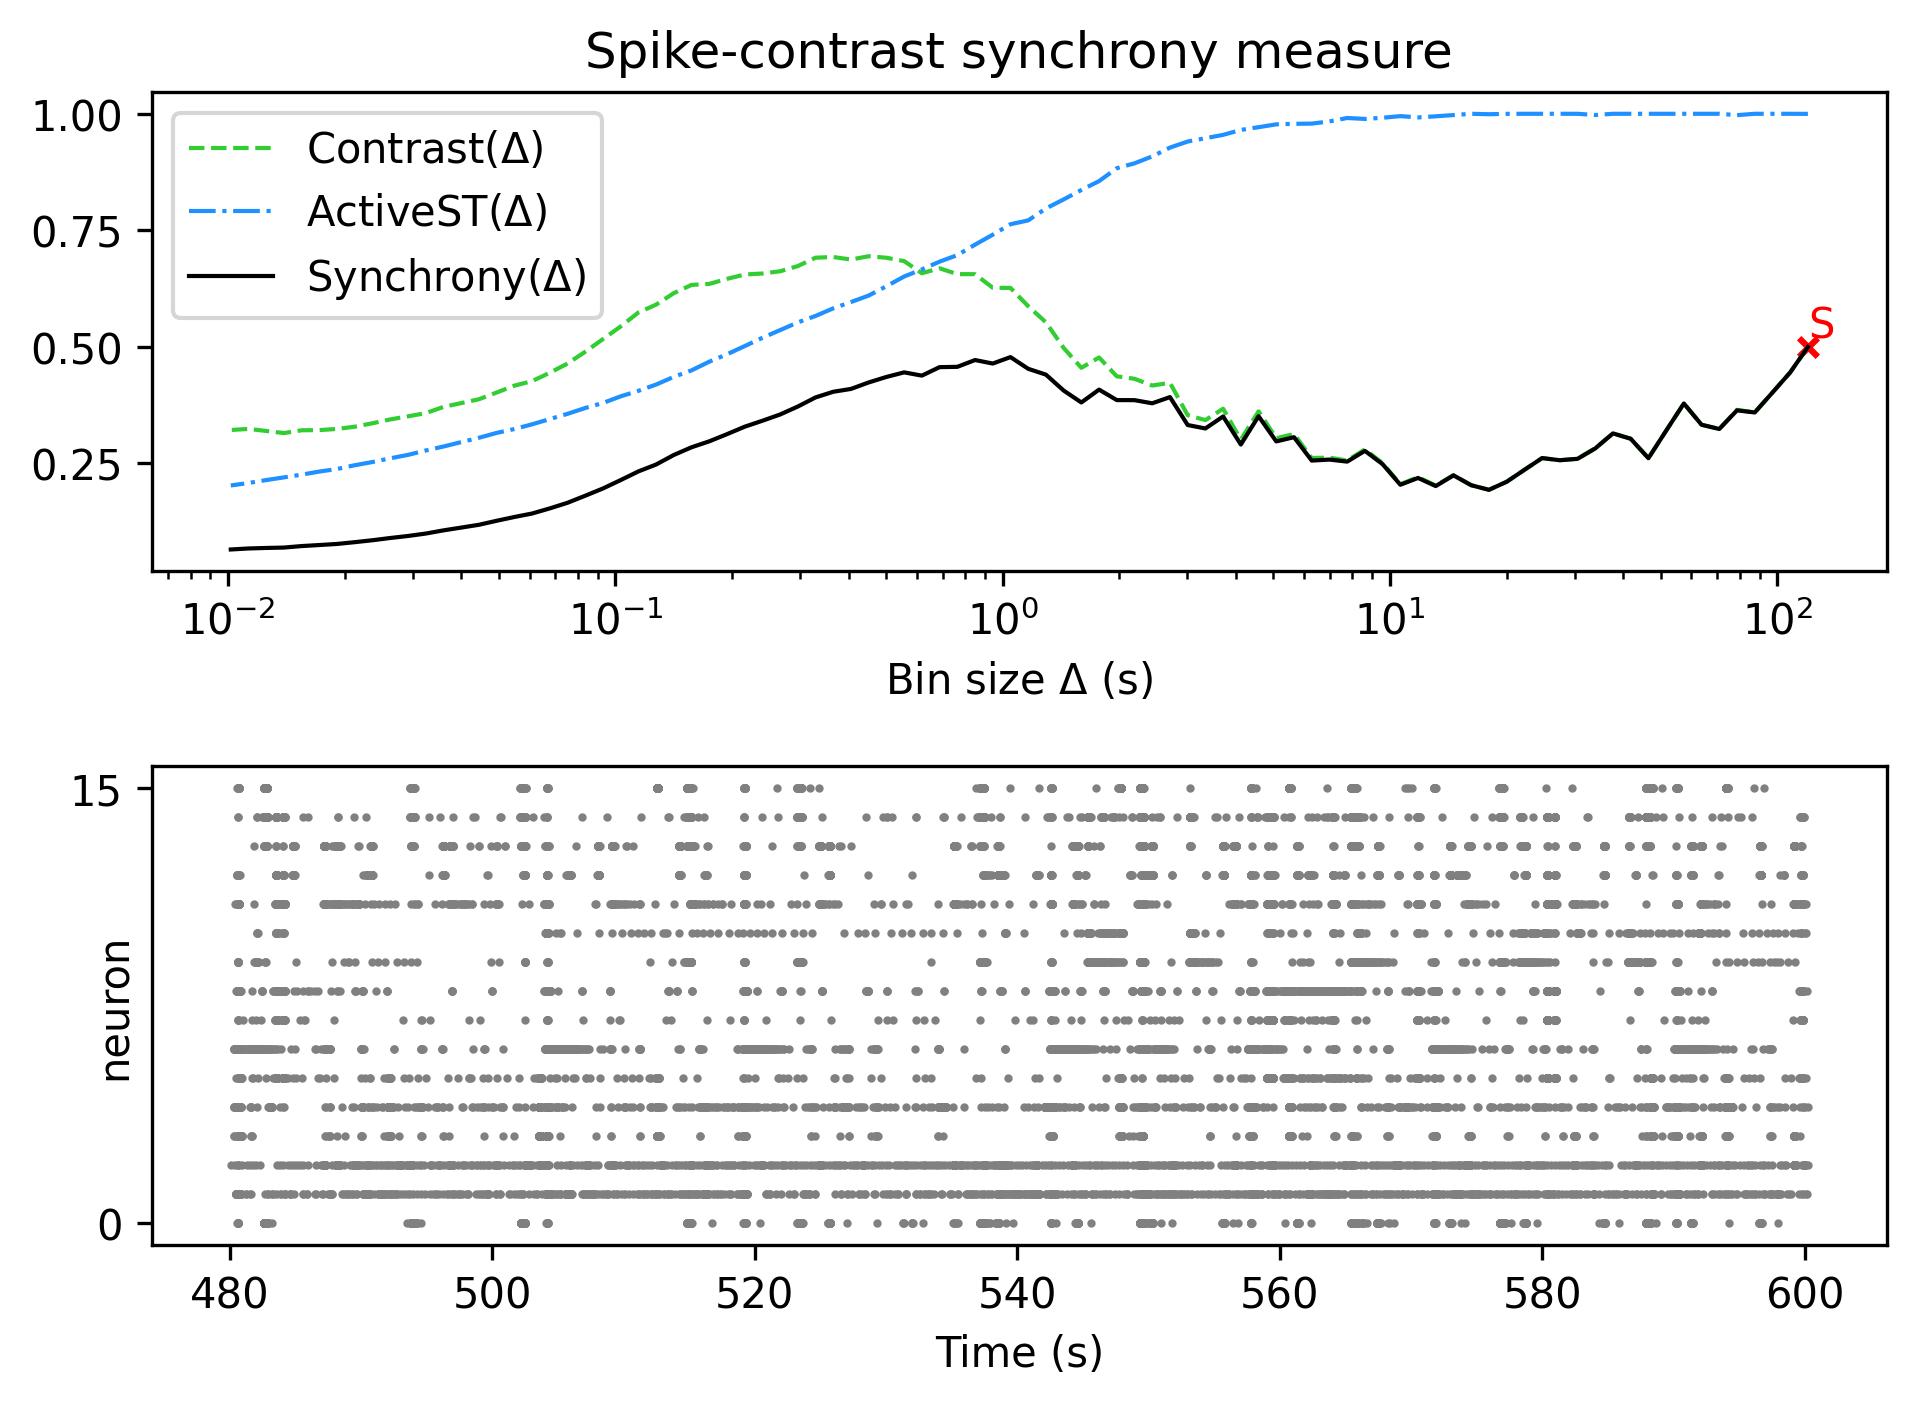 Spike-contrast synchrony measure
1.00
0.75
0.50
0.25
Contrast(Δ)
ActiveST(Δ)
Synchrony(Δ)
S
10⁻² 10⁻¹ 10⁰ 10¹ 10²
Bin size Δ (s)
15
0
neuron
480 500 520 540 560 580 600
Time (s)